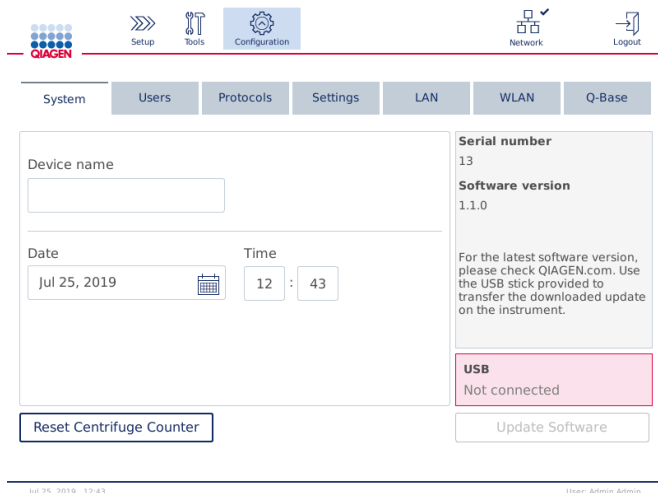 Setup
Tools
Configuration
Network
Logout
QIAGEN
System
Users
Protocols
Settings
LAN
WLAN
Q-Base
Device name
Date
Time
Jul 25, 2019
12 : 43
Serial number
13
Software version
1.1.0
For the latest software version,
please check QIAGEN.com. Use
the USB stick provided to
transfer the downloaded update
on the instrument.
USB
Not connected
Reset Centrifuge Counter
Update Software
Jul 25, 2019 12:43
User: Admin Admin